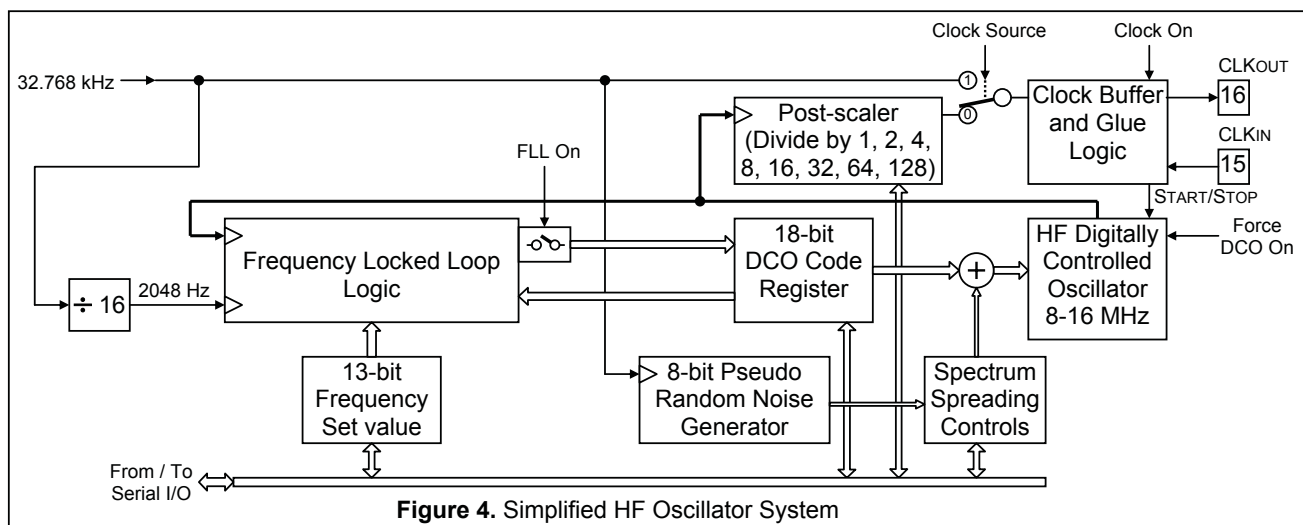 Clock Source
Clock On
32.768 kHz
1
0
CLKOUT
16
CLKIN
15
Clock Buffer
and Glue
Logic
Post-scaler
(Divide by 1, 2, 4,
8, 16, 32, 64, 128)
FLL On
START/STOP
Force
DCO On
Frequency Locked Loop
Logic
18-bit
DCO Code
Register
+
HF Digitally
Controlled
Oscillator
8-16 MHz
÷ 16
2048 Hz
13-bit
Frequency
Set value
8-bit Pseudo
Random Noise
Generator
Spectrum
Spreading
Controls
From / To
Serial I/O
Figure 4. Simplified HF Oscillator System